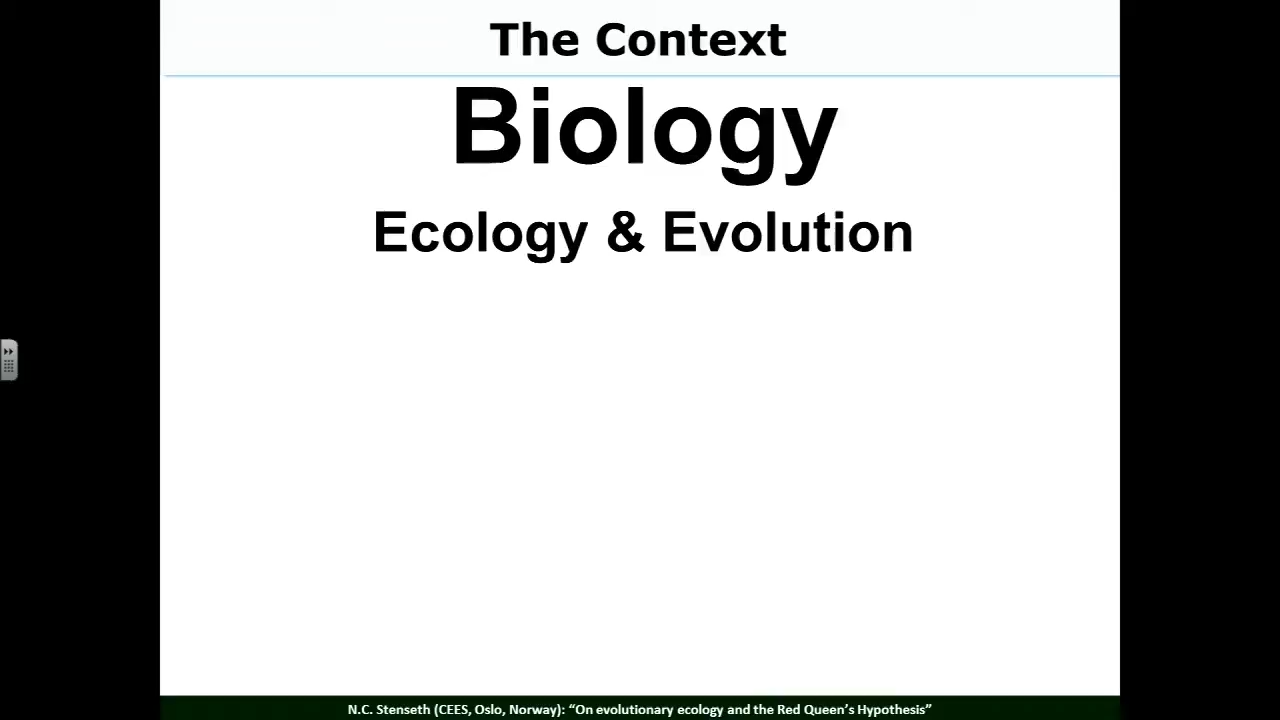 The Context
Biology
Ecology & Evolution
N.C. Stenseth (CEES, Oslo, Norway): “On evolutionary ecology and the Red Queen’s Hypothesis”